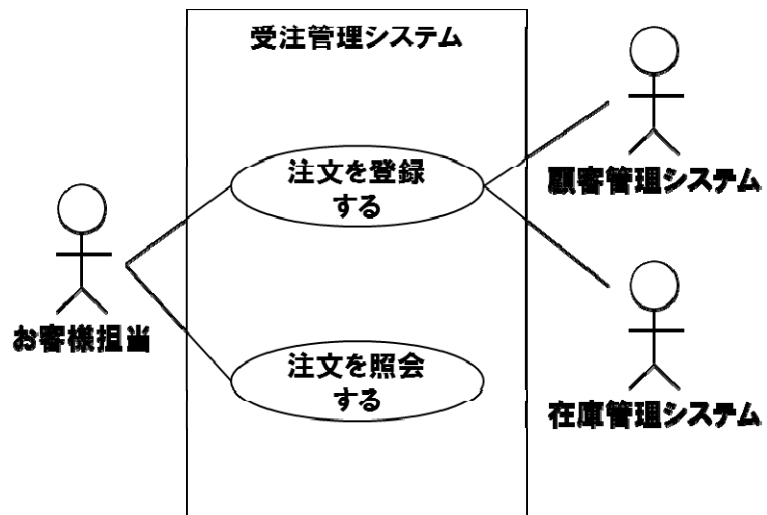 受注管理システム
注文を登録
する
顧客管理システム
お客様担当
注文を照会
する
在庫管理システム